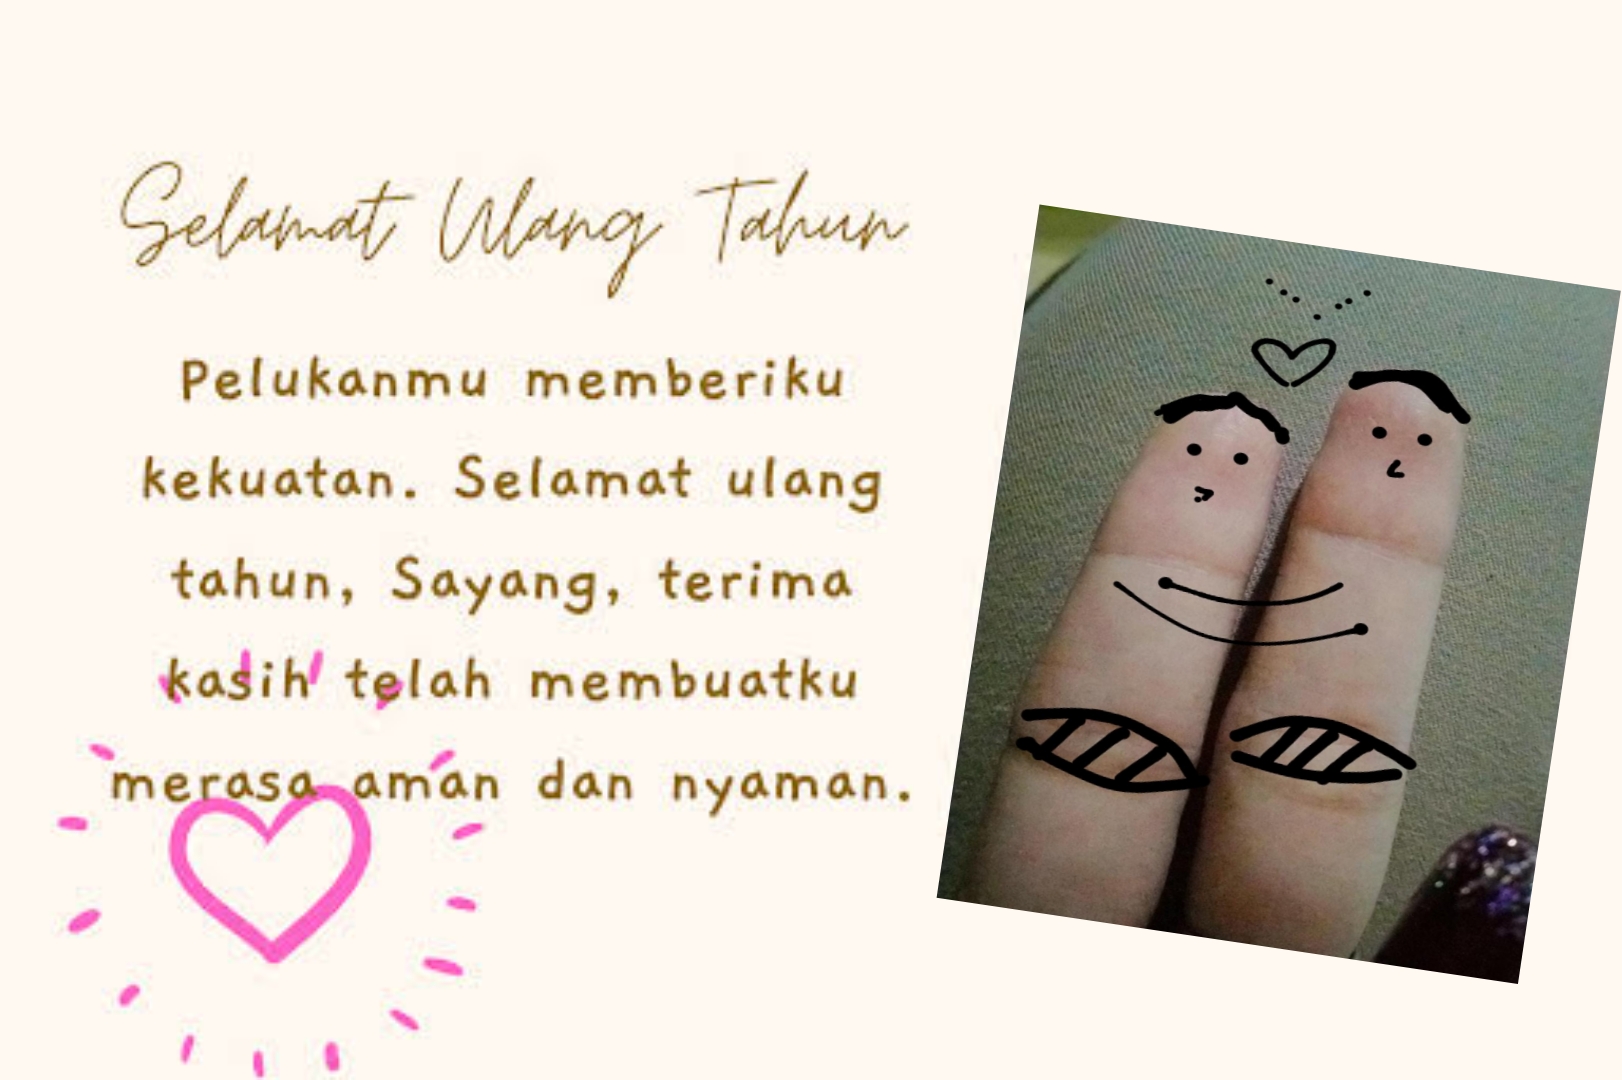 Selamat Ulang Tahun
Pelukanmu memberiku
kekuatan. Selamat ulang
tahun, Sayang, terima
kasih telah membuatku
merasa aman dan nyaman.